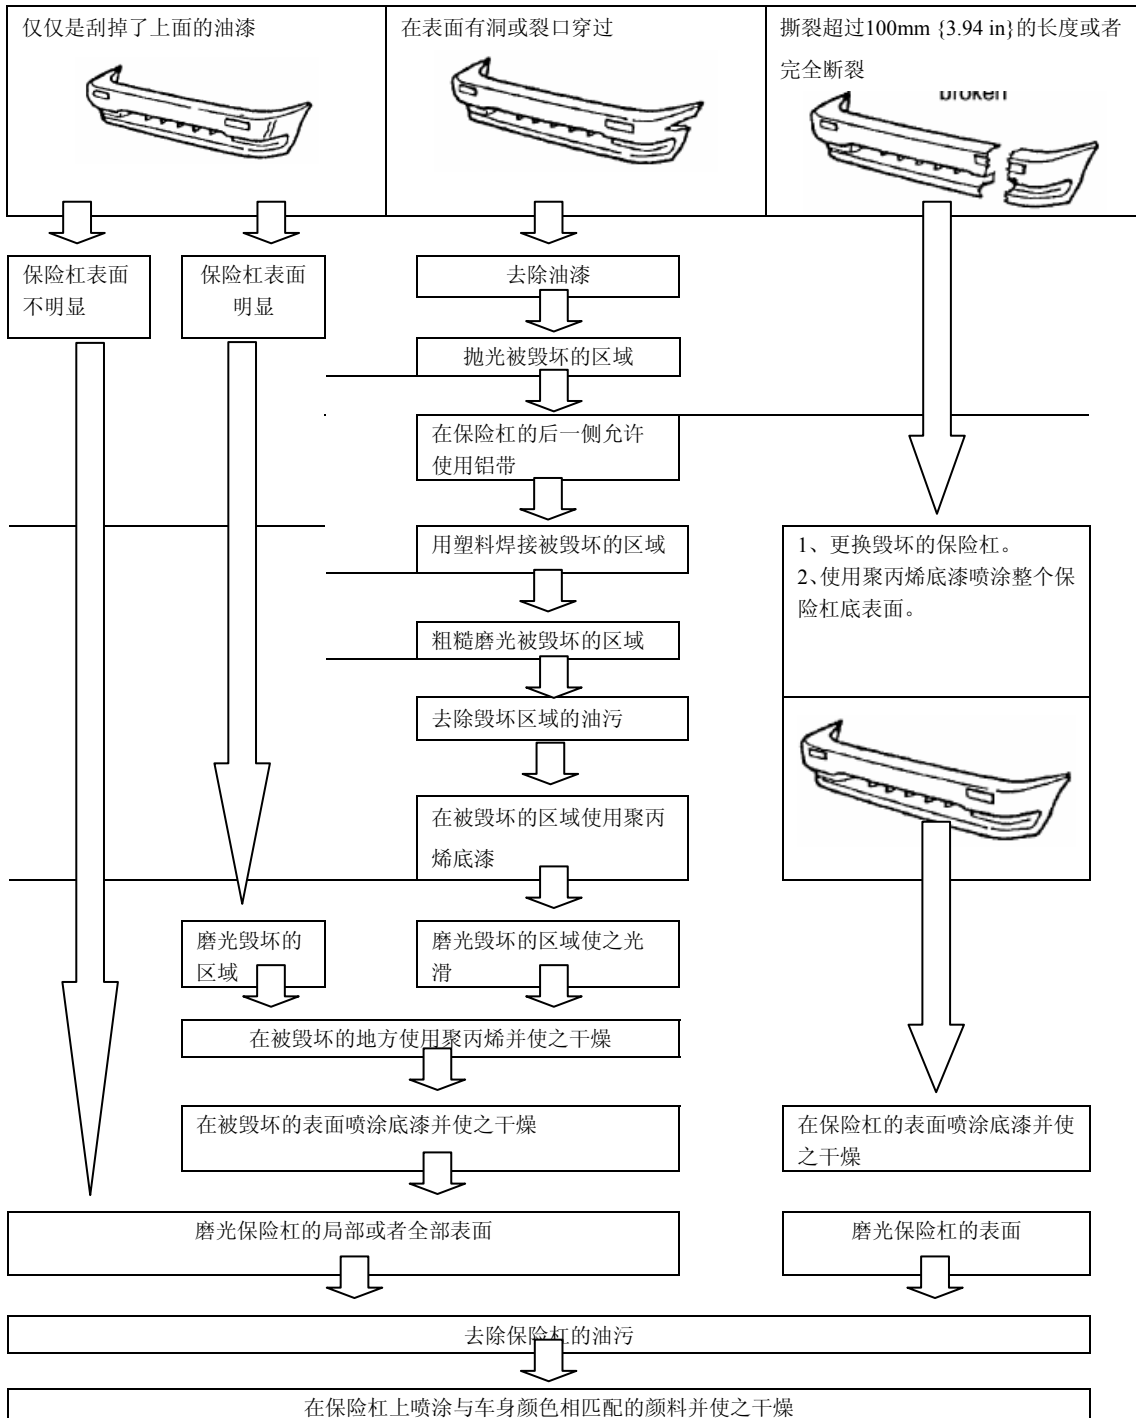 仅仅是刮掉了上面的油漆
在表面有洞或裂口穿过
撕裂超过100mm {3.94 in}的长度或者
完全断裂
broken
保险杠表面
不明显
保险杠表面
明显
去除油漆
抛光被毁坏的区域
在保险杠的后一侧允许
使用铝带
用塑料焊接被毁坏的区域
1、更换毁坏的保险杠。
2、使用聚丙烯底漆喷涂整个保
险杠底表面。
粗糙磨光被毁坏的区域
去除毁坏区域的油污
在被毁坏的区域使用聚丙
烯底漆
磨光毁坏的
区域
磨光毁坏的区域使之光
滑
在被毁坏的地方使用聚丙烯并使之干燥
在被毁坏的表面喷涂底漆并使之干燥
在保险杠的表面喷涂底漆并使
之干燥
磨光保险杠的局部或者全部表面
磨光保险杠的表面
去除保险杠的油污
在保险杠上喷涂与车身颜色相匹配的颜料并使之干燥